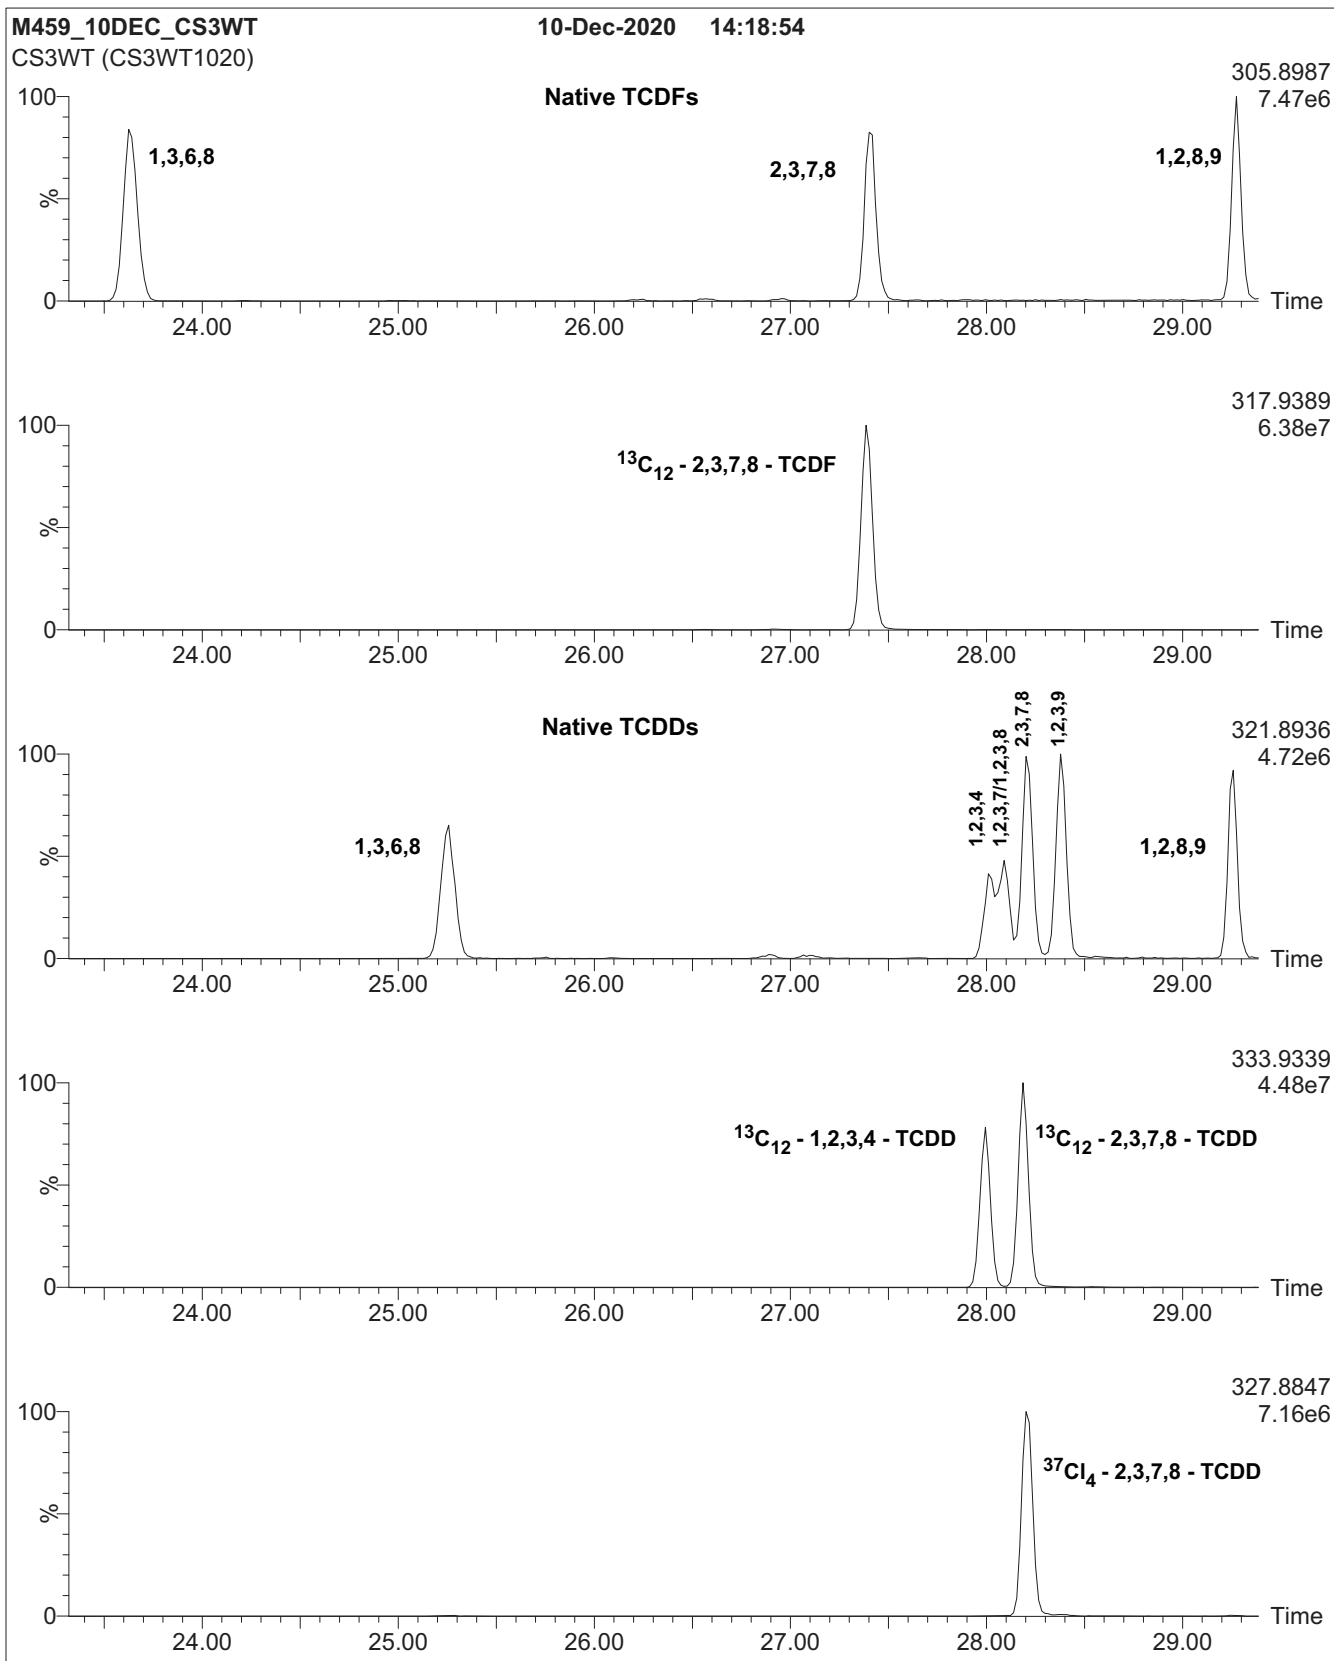 M459_10DEC_CS3WT 10-Dec-2020 14:18:54
CS3WT (CS3WT1020)
305.8987
7.47e6
Native TCDFs
100
%
0
1,3,6,8
2,3,7,8
1,2,8,9
24.00 25.00 26.00 27.00 28.00 29.00
Time
317.9389
6.38e7
100
%
0
¹³C₁₂ - 2,3,7,8 - TCDF
24.00 25.00 26.00 27.00 28.00 29.00
Time
321.8936
4.72e6
Native TCDDs
100
%
0
1,3,6,8
1,2,3,4
1,2,3,7/1,2,3,8
2,3,7,8
1,2,3,9
1,2,8,9
24.00 25.00 26.00 27.00 28.00 29.00
Time
333.9339
4.48e7
100
%
0
¹³C₁₂ - 1,2,3,4 - TCDD
¹³C₁₂ - 2,3,7,8 - TCDD
24.00 25.00 26.00 27.00 28.00 29.00
Time
327.8847
7.16e6
100
%
0
³⁷Cl₄ - 2,3,7,8 - TCDD
24.00 25.00 26.00 27.00 28.00 29.00
Time